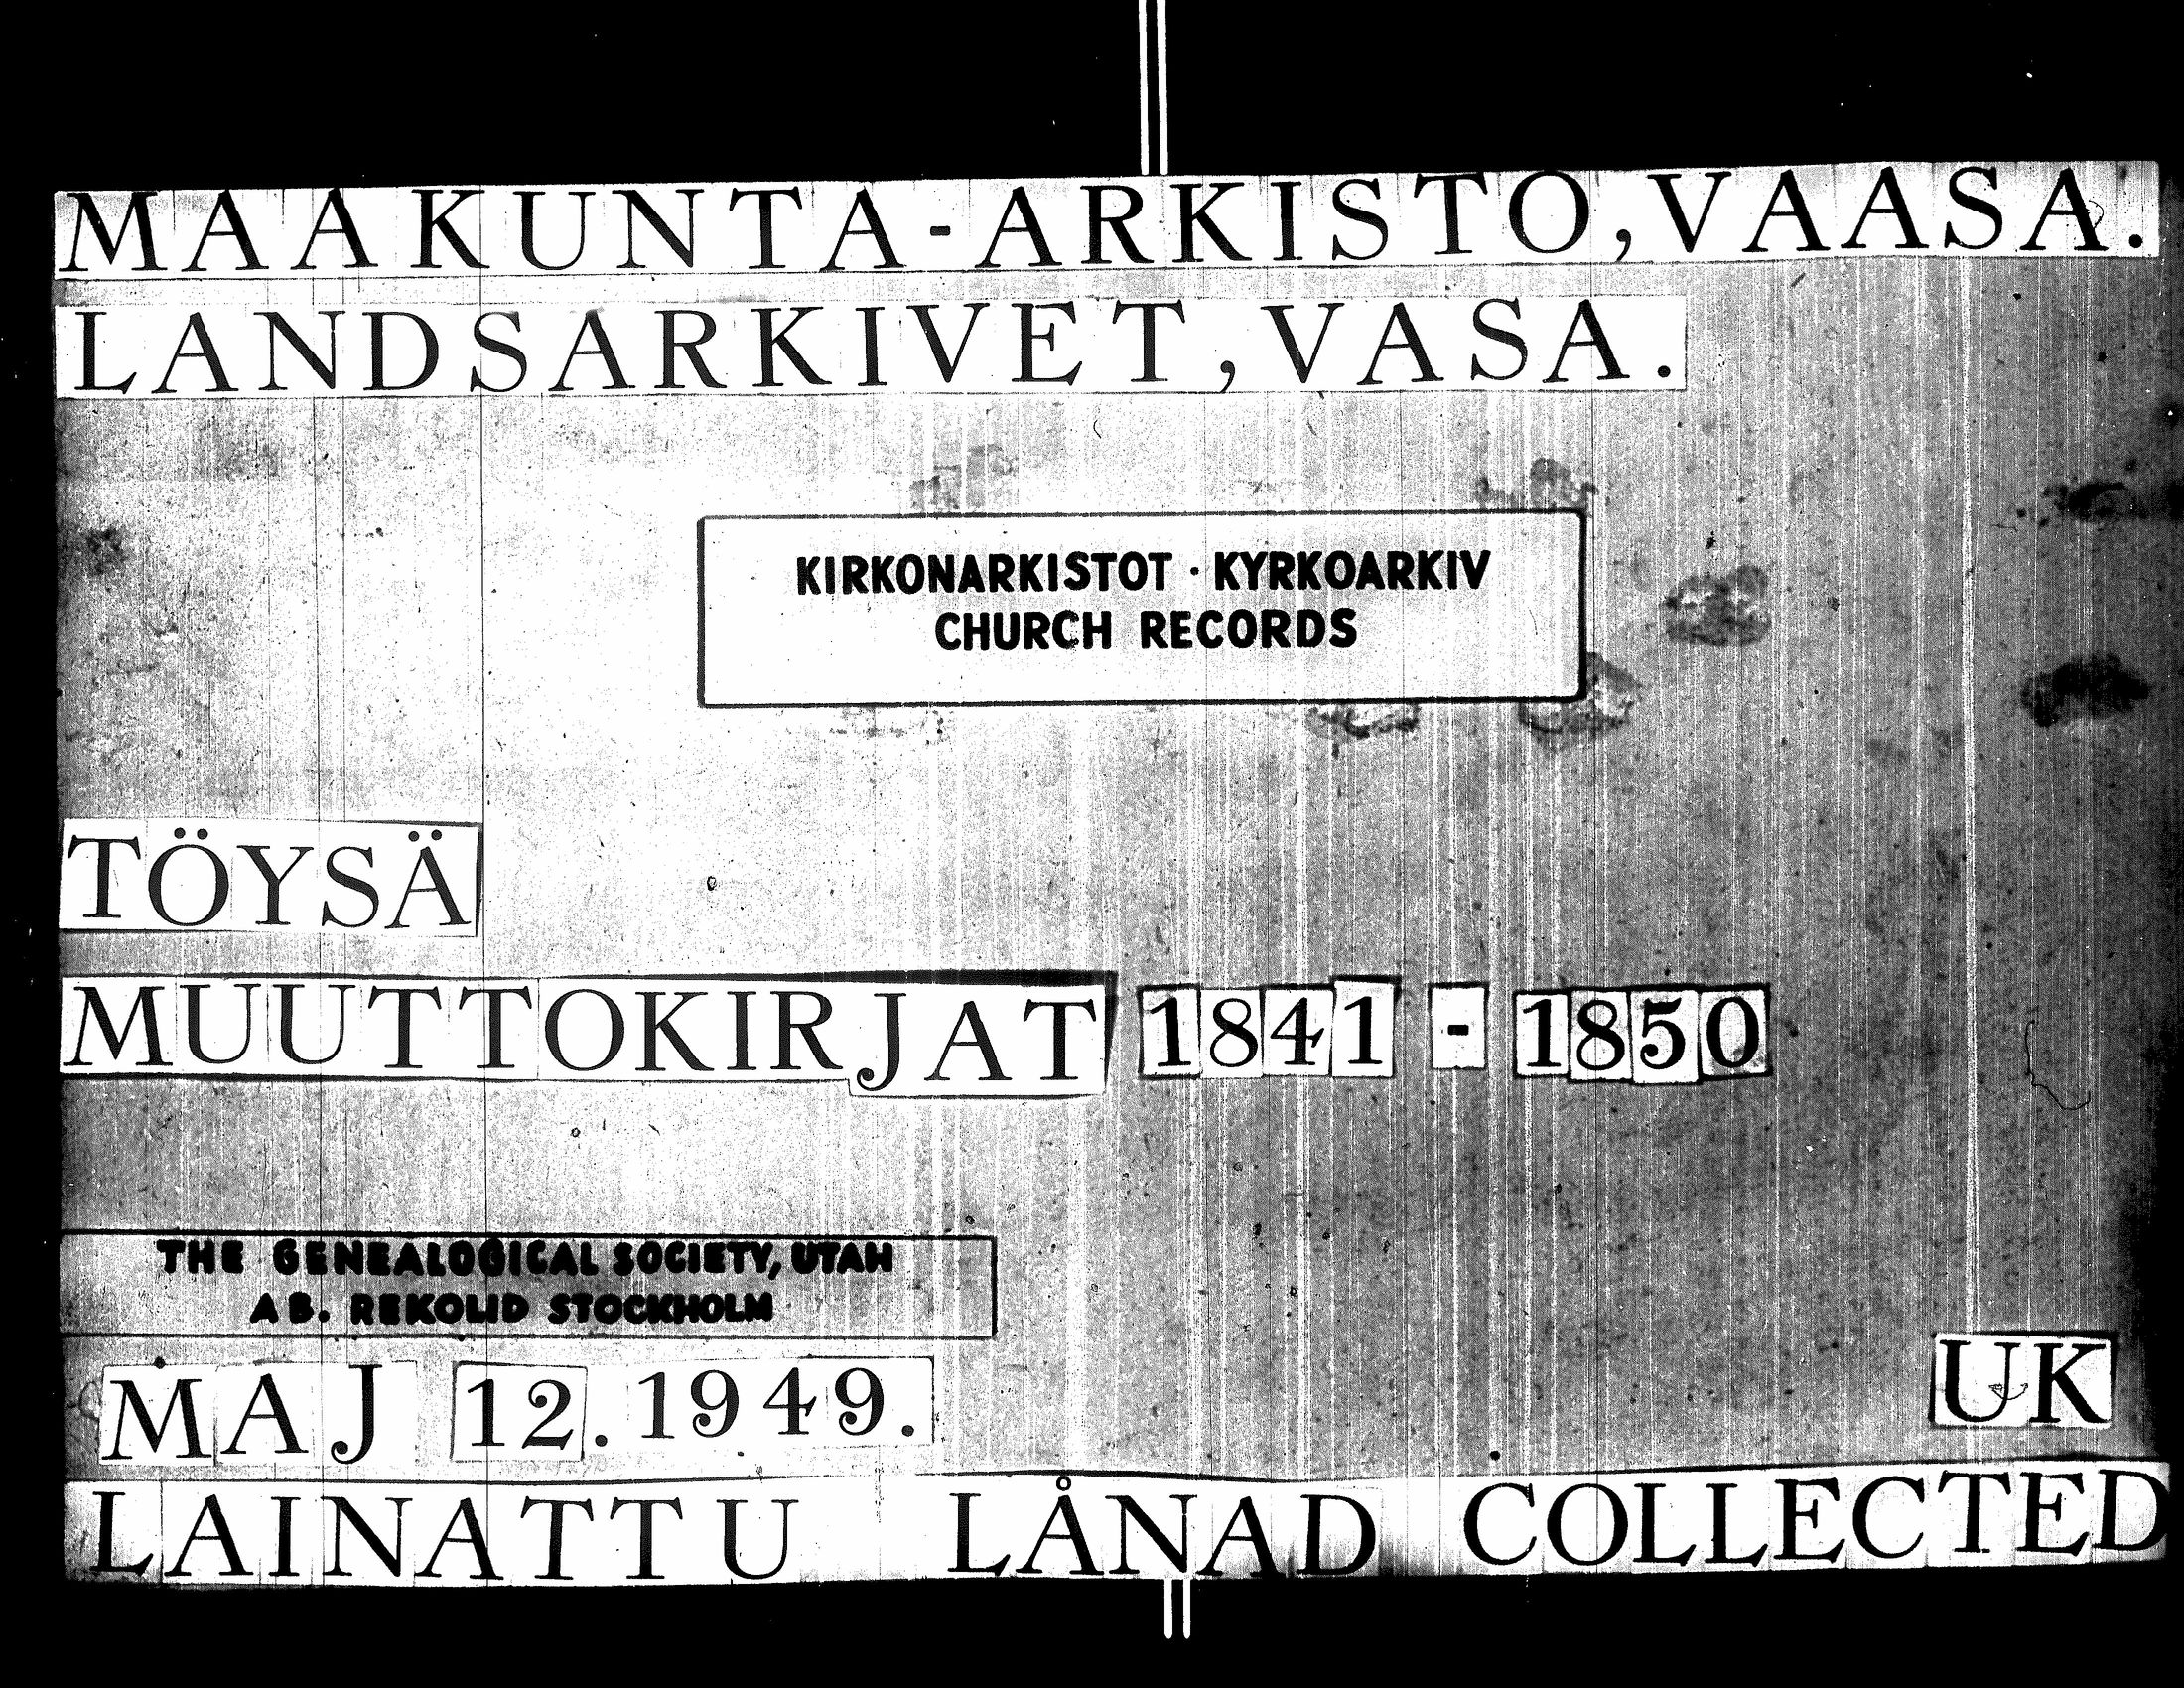 MAAKUNTA-ARKISTO, VAASA.
LANDSARKIVET, VASA.
KIRKONARKISTOT · KYRKOARKIV
CHURCH RECORDS
TÖYSÄ
MUUTTOKIRJAT 1841 - 1850
THE GENEALOGICAL SOCIETY, UTAH
AB. REKOLID STOCKHOLM
MAJ 12.1949.
UK
LAINATTU LÅNAD COLLECTED